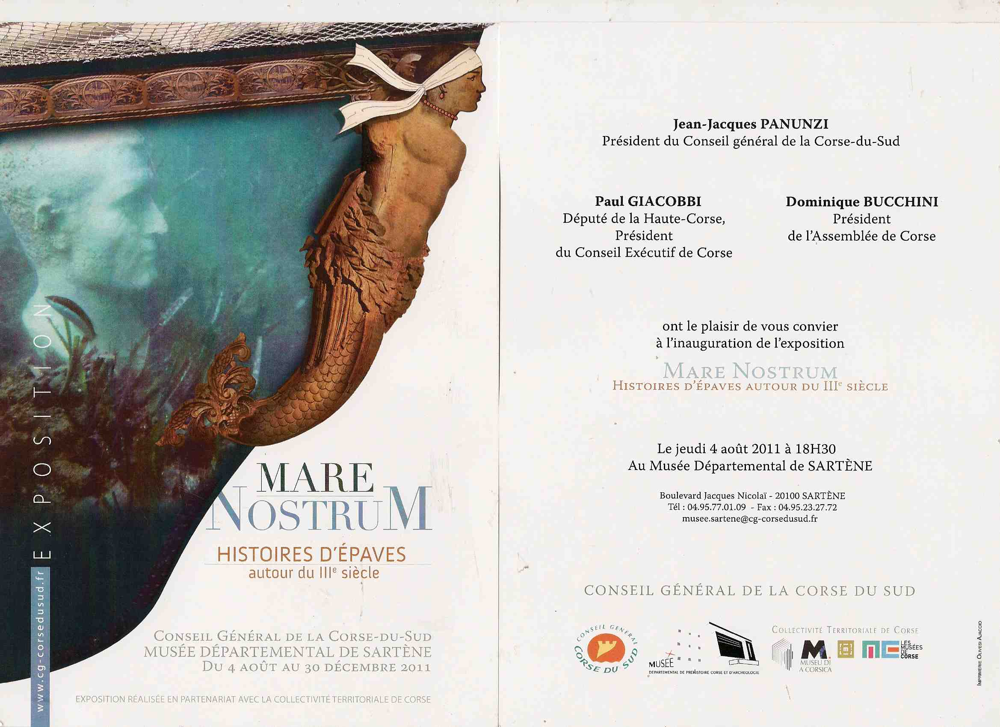 EXPOSITION
www.cg-corsedusud.fr
MARE
NOSTRUM
HISTOIRES D'ÉPAVES
autour du IIIe siècle
CONSEIL GÉNÉRAL DE LA CORSE-DU-SUD
MUSÉE DÉPARTEMENTAL DE SARTÈNE
DU 4 AOÛT AU 30 DÉCEMBRE 2011
EXPOSITION RÉALISÉE EN PARTENARIAT AVEC LA COLLECTIVITÉ TERRITORIALE DE CORSE
Jean-Jacques PANUNZI
Président du Conseil général de la Corse-du-Sud
Paul GIACOBBI
Député de la Haute-Corse,
Président
du Conseil Exécutif de Corse
Dominique BUCCHINI
Président
de l'Assemblée de Corse
ont le plaisir de vous convier
à l'inauguration de l'exposition
MARE NOSTRUM
HISTOIRES D'ÉPAVES AUTOUR DU IIIe SIÈCLE
Le jeudi 4 août 2011 à 18H30
Au Musée Départemental de SARTÈNE
Boulevard Jacques Nicolaï - 20100 SARTÈNE
Tél : 04.95.77.01.09 - Fax : 04.95.23.27.72
musee.sartene@cg-corsedusud.fr
CONSEIL GÉNÉRAL DE LA CORSE DU SUD
CONSEIL GENERAL
CORSE DU SUD
MUSÉE
DEPARTEMENTAL DE PREHISTOIRE CORSE ET D'ARCHEOLOGIE
COLLECTIVITÉ TERRITORIALE DE CORSE
M.
MUSEU DI
A CORSICA
LES
MUSÉES
DE
CORSE
IMPRIMERIE OLIVESI AJACCIO